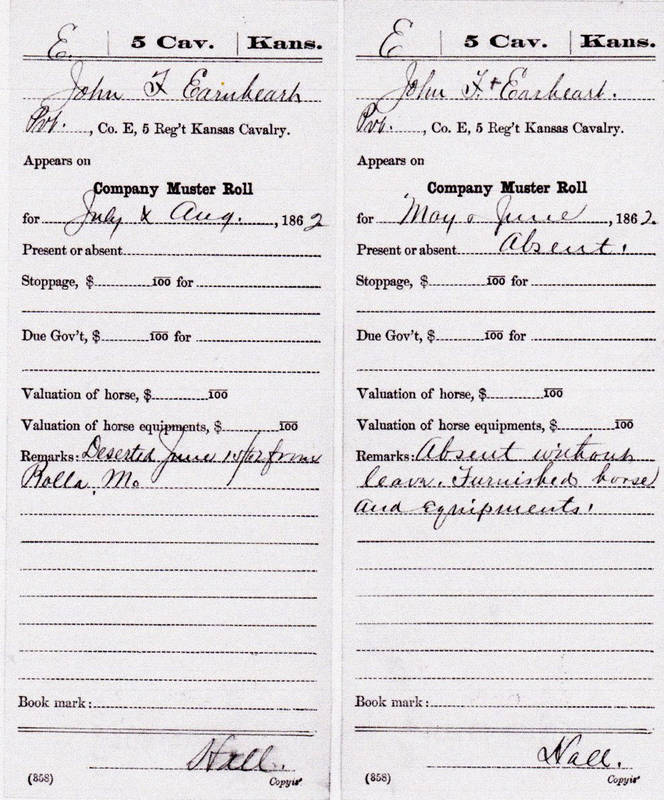 E. | 5 Cav. | Kans.
John F Earnheart
Pvt., Co. E, 5 Reg't Kansas Cavalry.
Appears on
Company Muster Roll
for July & Aug., 1862
Present or absent
Stoppage, $ 100 for
Due Gov't, $ 100 for
Valuation of horse, $ 100
Valuation of horse equipments, $ 100
Remarks: Deserted June 15/62 from
Rolla, Mo
Book mark:
Hall.
(358) Copyist
E | 5 Cav. | Kans.
John F. Earheart.
Pvt., Co. E, 5 Reg't Kansas Cavalry.
Appears on
Company Muster Roll
for May & June, 1862.
Present or absent Absent.
Stoppage, $ 100 for
Due Gov't, $ 100 for
Valuation of horse, $ 100
Valuation of horse equipments, $ 100
Remarks: Absent without
leave. Furnished horse
and equipments.
Book mark:
Hall.
(358) Copyist